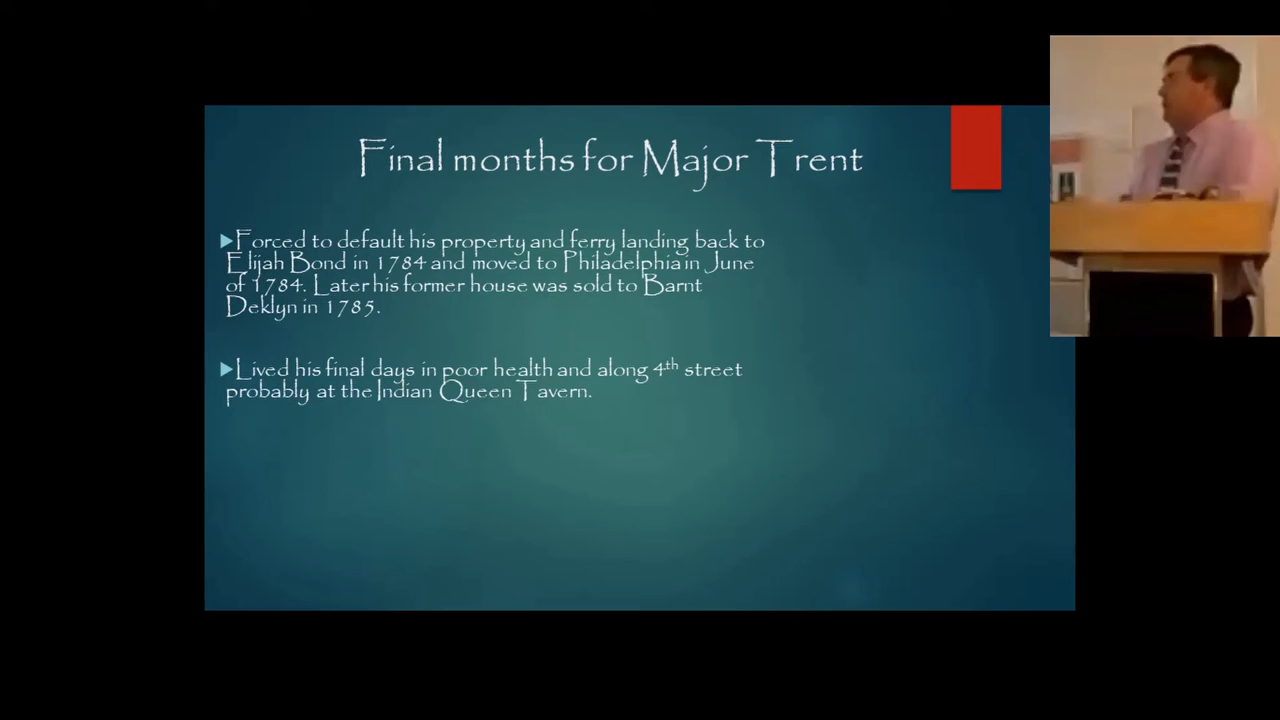 Final months for Major Trent
Forced to default his property and ferry landing back to
Elijah Bond in 1784 and moved to Philadelphia in June
of 1784. Later his former house was sold to Barnt
Deklyn in 1785.
Lived his final days in poor health and along 4th street
probably at the Indian Queen Tavern.